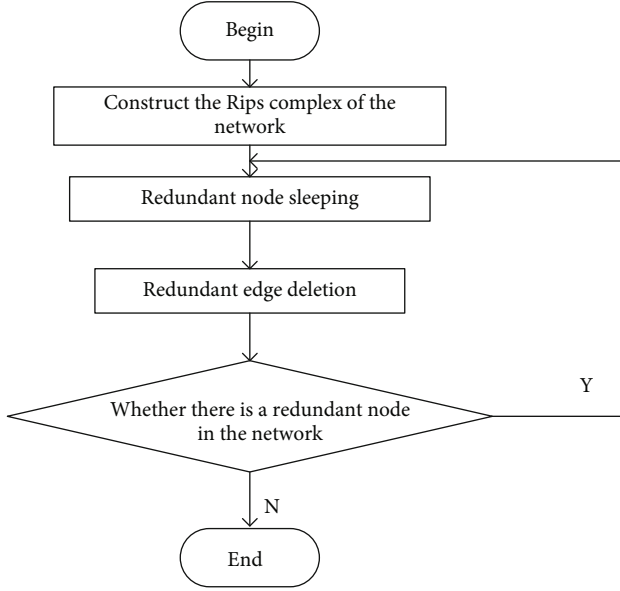 Begin
Construct the Rips complex of the
network
Redundant node sleeping
Redundant edge deletion
Whether there is a redundant node
in the network
Y
N
End